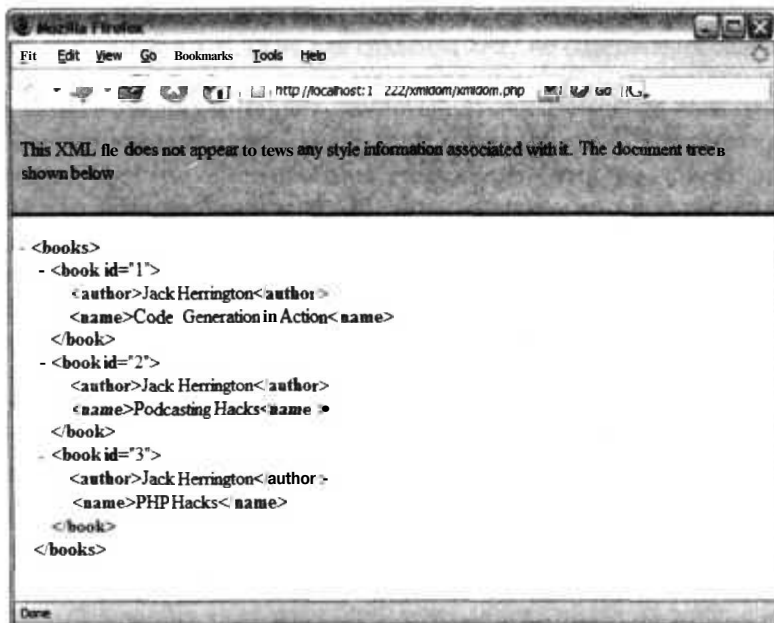 Mozilla Firefox
Fit Edit View Go Bookmarks Tools Help
http //localhost:1 222/xmldom/xmldom.php Go
This XML fle does not appear to tews any style information associated with it. The document tree в
shown below
- <books>
- <book id="1">
<author>Jack Herrington</author>
<name>Code Generation in Action< name>
</book>
- <book id="2">
<author>Jack Herrington</author>
<name>Podcasting Hacks<name >
</book>
- <book id="3">
<author>Jack Herrington</author -
<name>PHP Hacks</ name>
</book>
</books>
Done